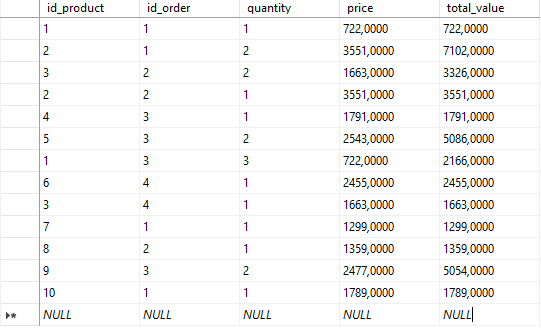 id_product id_order quantity price total_value
1 1 1 722,0000 722,0000
2 1 2 3551,0000 7102,0000
3 2 2 1663,0000 3326,0000
2 2 1 3551,0000 3551,0000
4 3 1 1791,0000 1791,0000
5 3 2 2543,0000 5086,0000
1 3 3 722,0000 2166,0000
6 4 1 2455,0000 2455,0000
3 4 1 1663,0000 1663,0000
7 1 1 1299,0000 1299,0000
8 2 1 1359,0000 1359,0000
9 3 2 2477,0000 5054,0000
10 1 1 1789,0000 1789,0000
NULL NULL NULL NULL NULL